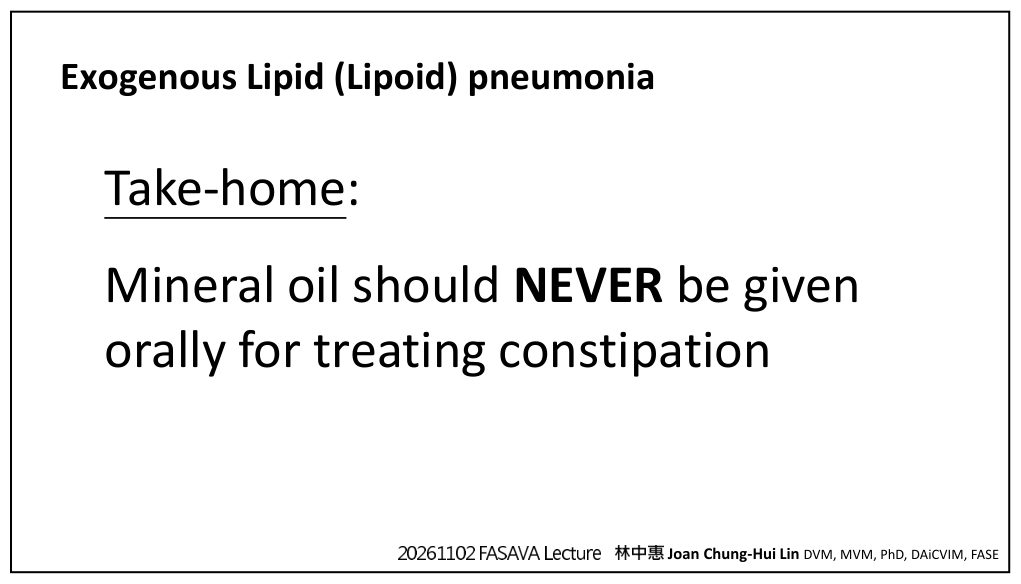 Exogenous Lipid (Lipoid) pneumonia
Take-home:
Mineral oil should NEVER be given
orally for treating constipation
20261102 FASAVA Lecture 林中惠 Joan Chung-Hui Lin DVM, MVM, PhD, DAiCVIM, FASE